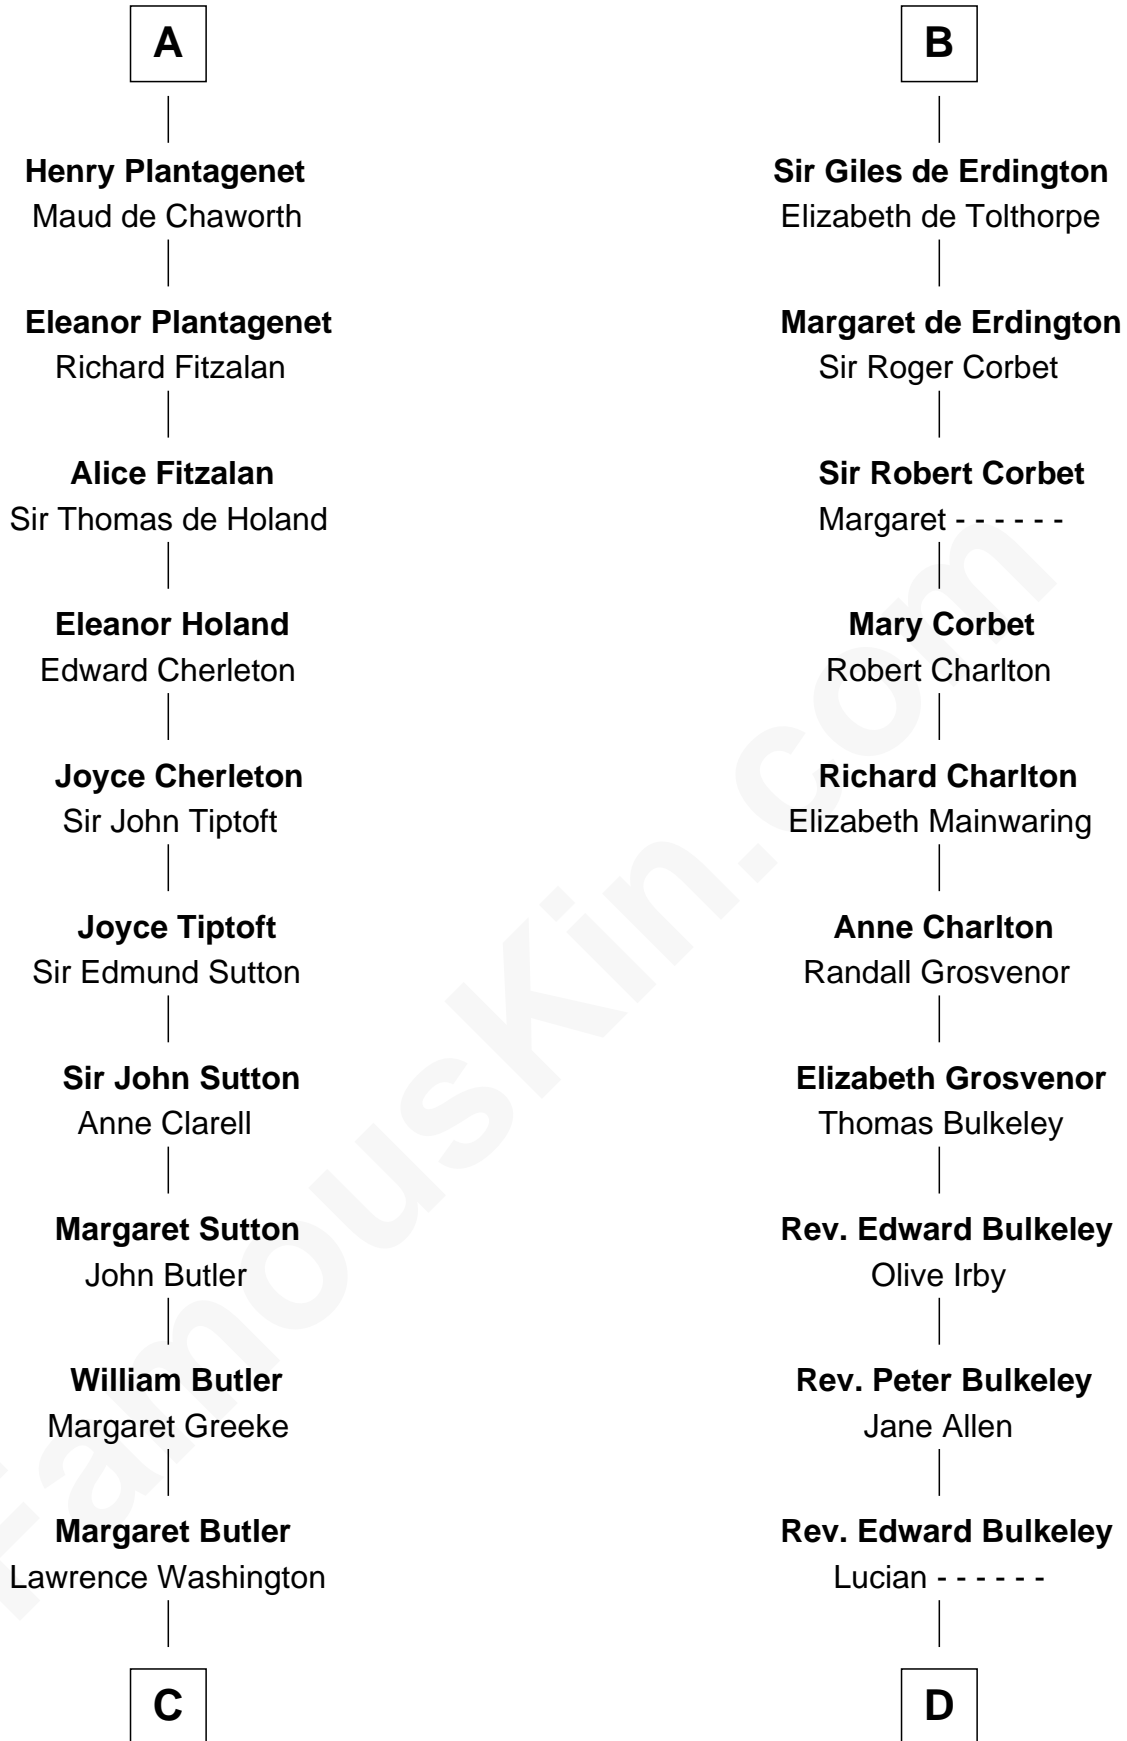 A
Henry Plantagenet
Maud de Chaworth
Eleanor Plantagenet
Richard Fitzalan
Alice Fitzalan
Sir Thomas de Holand
Eleanor Holand
Edward Cherleton
Joyce Cherleton
Sir John Tiptoft
Joyce Tiptoft
Sir Edmund Sutton
Sir John Sutton
Anne Clarell
Margaret Sutton
John Butler
William Butler
Margaret Greeke
Margaret Butler
Lawrence Washington
C
B
Sir Giles de Erdington
Elizabeth de Tolthorpe
Margaret de Erdington
Sir Roger Corbet
Sir Robert Corbet
Margaret - - - - - -
Mary Corbet
Robert Charlton
Richard Charlton
Elizabeth Mainwaring
Anne Charlton
Randall Grosvenor
Elizabeth Grosvenor
Thomas Bulkeley
Rev. Edward Bulkeley
Olive Irby
Rev. Peter Bulkeley
Jane Allen
Rev. Edward Bulkeley
Lucian - - - - - -
D
FamousKin.com